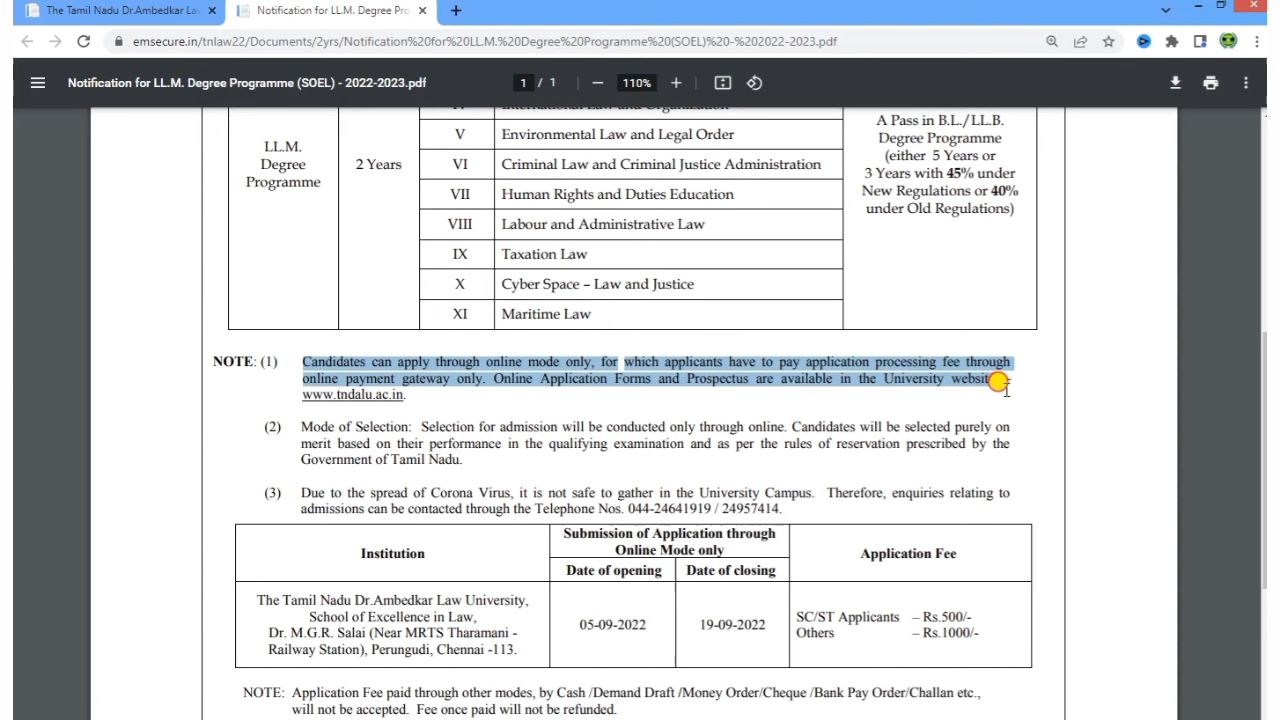 The Tamil Nadu Dr.Ambedkar La
Notification for LL.M. Degree Pro
emsecure.in/tnlaw22/Documents/2yrs/Notification%20for%20LL.M.%20Degree%20Programme%20(SOEL)%20-%202022-2023.pdf
Notification for LL.M. Degree Programme (SOEL) - 2022-2023.pdf
1 / 1
110%
International Law and Organization
LL.M.
Degree
Programme
2 Years
V Environmental Law and Legal Order
VI Criminal Law and Criminal Justice Administration
VII Human Rights and Duties Education
VIII Labour and Administrative Law
IX Taxation Law
X Cyber Space – Law and Justice
XI Maritime Law
A Pass in B.L./LL.B.
Degree Programme
(either 5 Years or
3 Years with 45% under
New Regulations or 40%
under Old Regulations)
NOTE: (1) Candidates can apply through online mode only, for which applicants have to pay application processing fee through
online payment gateway only. Online Application Forms and Prospectus are available in the University
www.tndalu.ac.in.
(2) Mode of Selection: Selection for admission will be conducted only through online. Candidates will be selected purely on
merit based on their performance in the qualifying examination and as per the rules of reservation prescribed by the
Government of Tamil Nadu.
(3) Due to the spread of Corona Virus, it is not safe to gather in the University Campus. Therefore, enquiries relating to
admissions can be contacted through the Telephone Nos. 044-24641919 / 24957414.
Institution
Submission of Application through
Online Mode only
Date of opening
Date of closing
Application Fee
The Tamil Nadu Dr.Ambedkar Law University,
School of Excellence in Law,
Dr. M.G.R. Salai (Near MRTS Tharamani -
Railway Station), Perungudi, Chennai -113.
05-09-2022
19-09-2022
SC/ST Applicants – Rs.500/-
Others – Rs.1000/-
NOTE: Application Fee paid through other modes, by Cash /Demand Draft /Money Order/Cheque /Bank Pay Order/Challan etc.,
will not be accepted. Fee once paid will not be refunded.